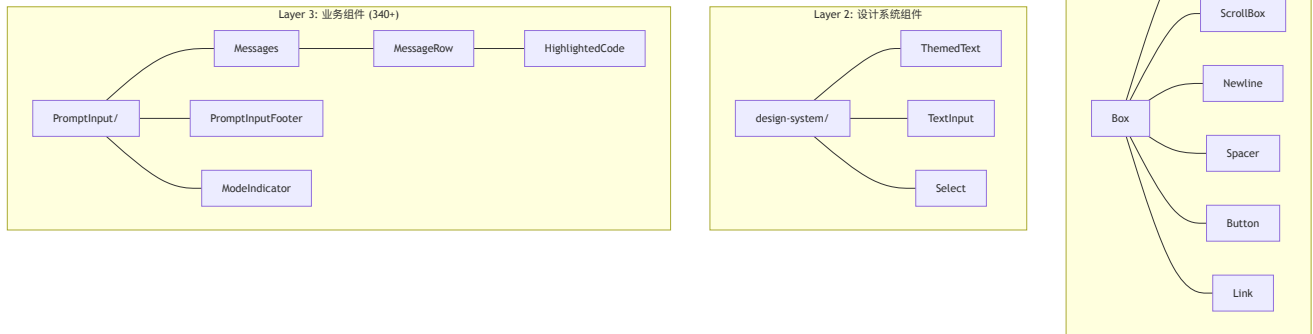 Layer 3: 业务组件 (340+)
Messages
MessageRow
HighlightedCode
PromptInput/
PromptInputFooter
ModeIndicator
Layer 2: 设计系统组件
ThemedText
design-system/
TextInput
Select
ScrollBox
Newline
Box
Spacer
Button
Link